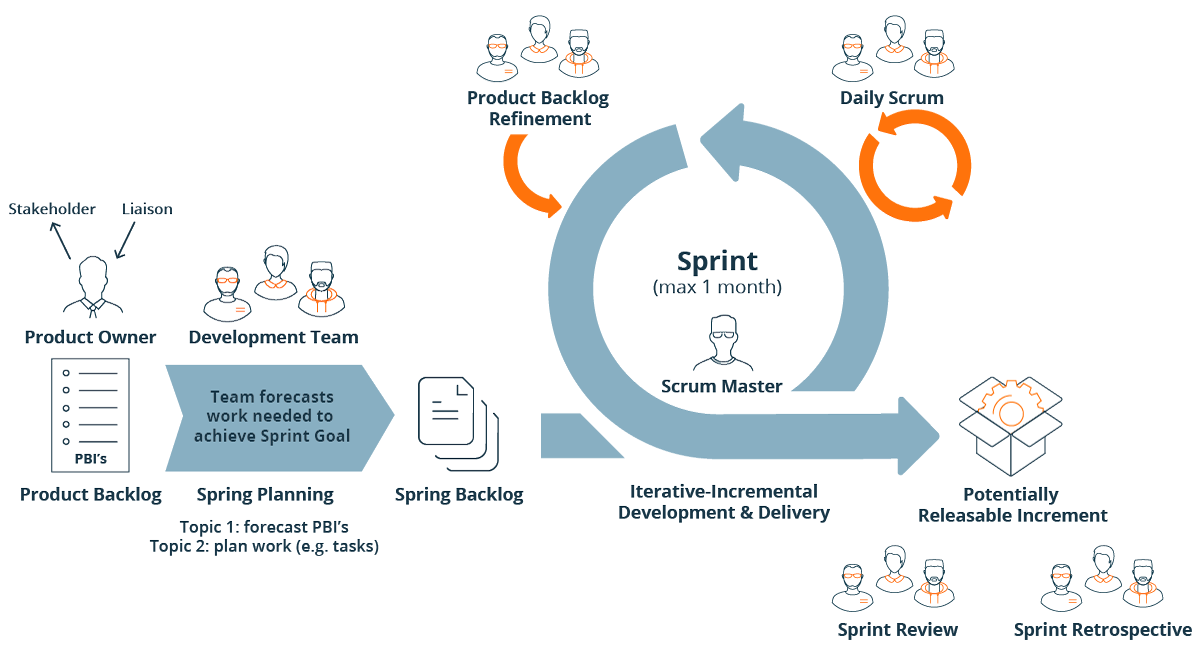 Product Backlog
Refinement
Daily Scrum
Stakeholder
Liaison
Product Owner
Development Team
Sprint
(max 1 month)
Scrum Master
Team forecasts
work needed to
achieve Sprint Goal
PBI’s
Product Backlog
Spring Planning
Topic 1: forecast PBI’s
Topic 2: plan work (e.g. tasks)
Spring Backlog
Iterative-Incremental
Development & Delivery
Potentially
Releasable Increment
Sprint Review
Sprint Retrospective